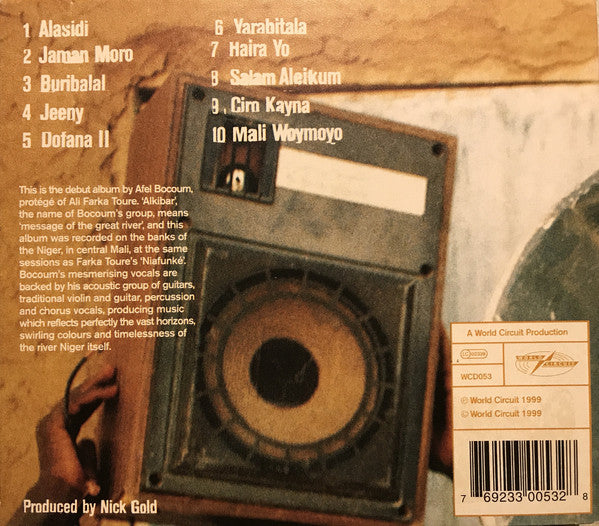 1 Alasidi
2 Jaman Moro
3 Buribalal
4 Jeeny
5 Dofana II
6 Yarabitala
7 Haira Yo
8 Salam Aleikum
9 Ciro Kayna
10 Mali Woymoyo
This is the debut album by Afel Bocoum,
protégé of Ali Farka Toure. 'Alkibar',
the name of Bocoum's group, means
'message of the great river', and this
album was recorded on the banks of
the Niger, in central Mali, at the same
sessions as Farka Toure's 'Niafunké'.
Bocoum's mesmerising vocals are
backed by his acoustic group of guitars,
traditional violin and guitar, percussion
and chorus vocals, producing music
which reflects perfectly the vast horizons,
swirling colours and timelessness of
the river Niger itself.
Produced by Nick Gold
A World Circuit Production
WORLD CIRCUIT
WCD053
℗ World Circuit 1999
© World Circuit 1999
7 69233 00532 8